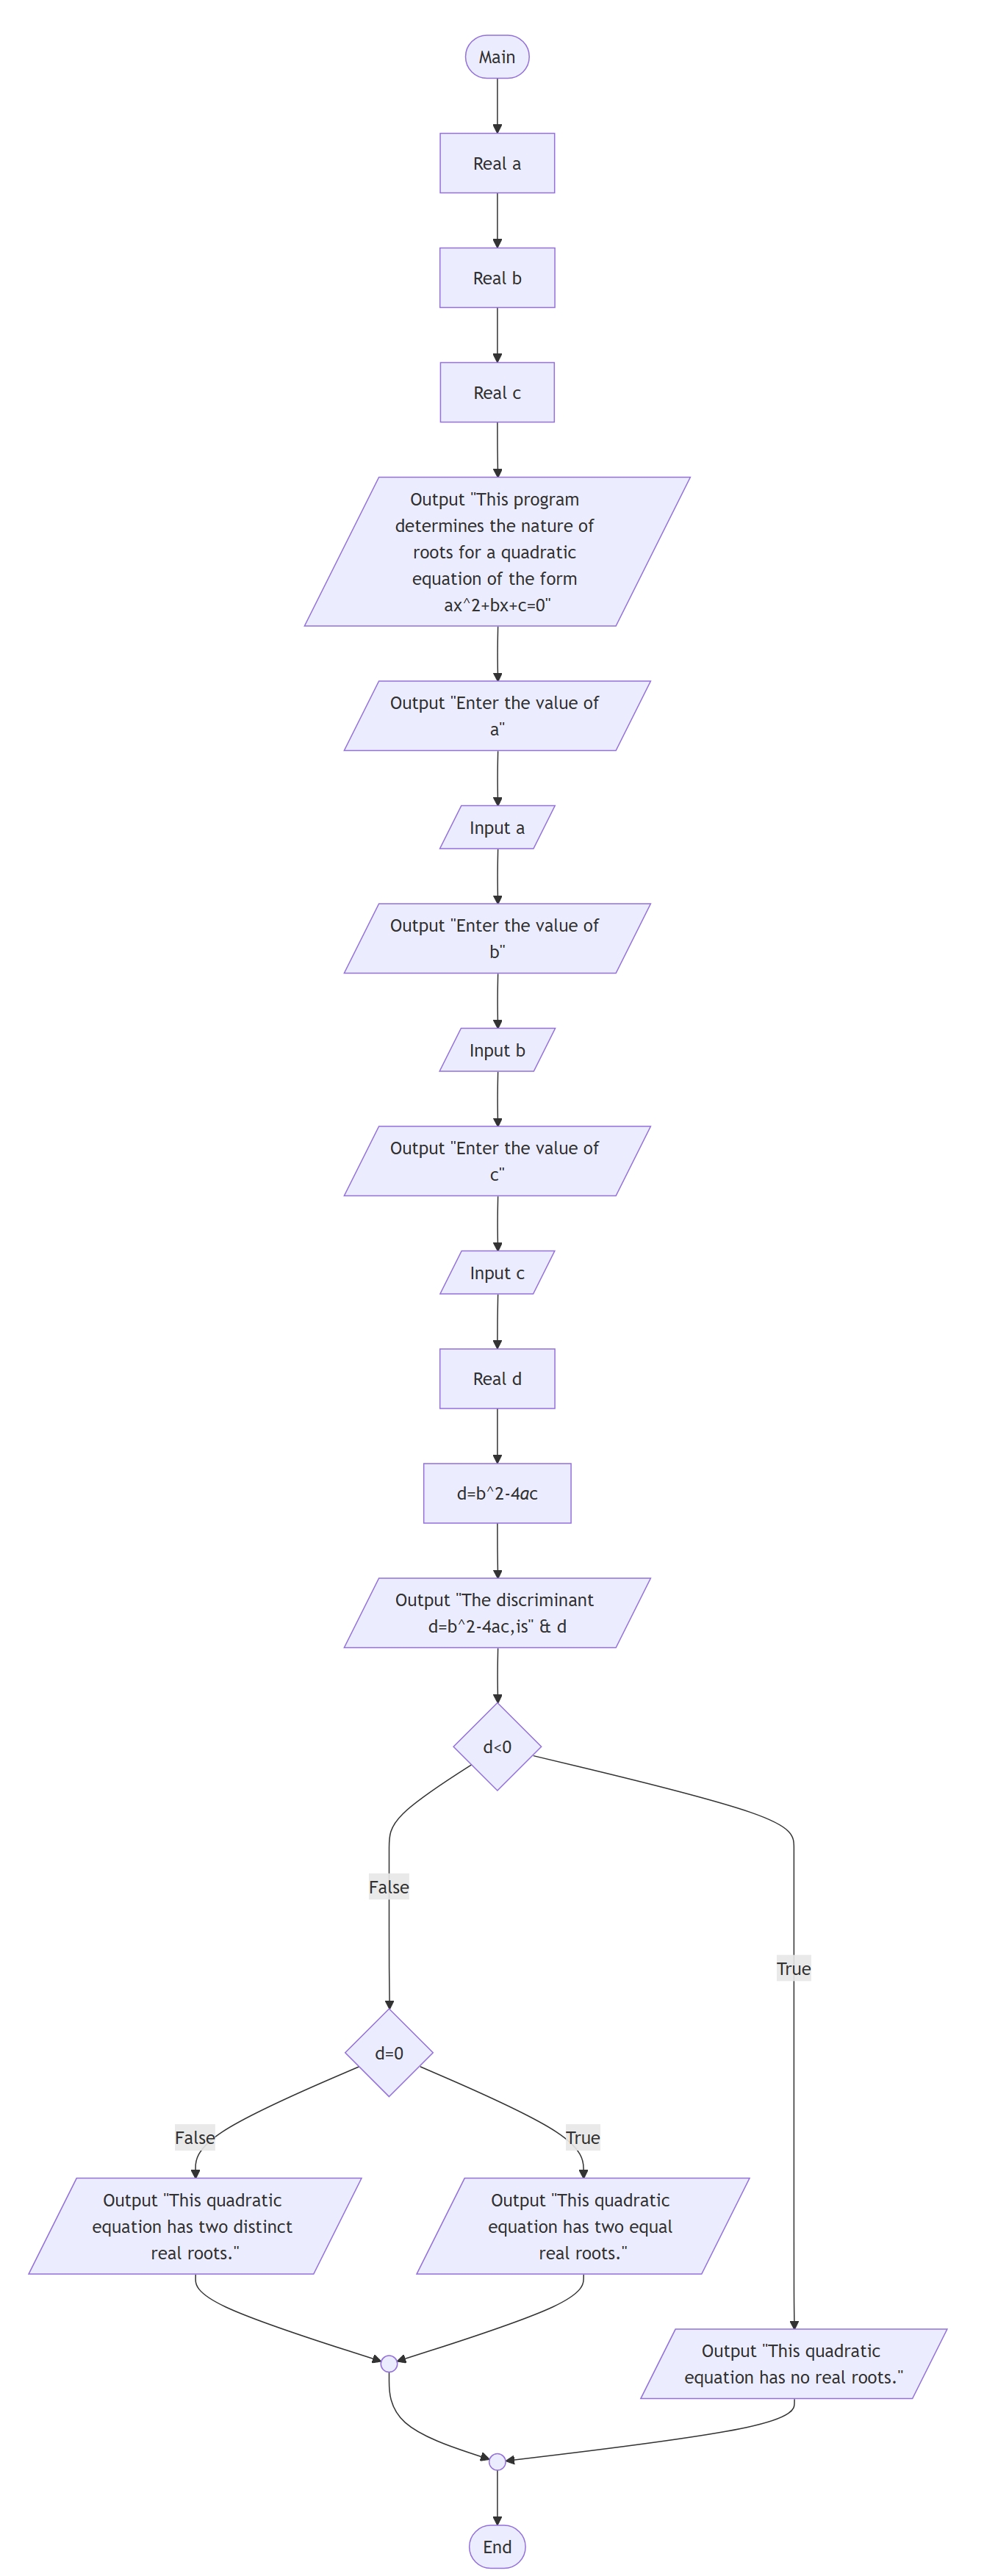 Main
Real a
Real b
Real c
Output "This program
determines the nature of
roots for a quadratic
equation of the form
ax^2+bx+c=0"
Output "Enter the value of
a"
Input a
Output "Enter the value of
b"
Input b
Output "Enter the value of
c"
Input c
Real d
d=b^2-4ac
Output "The discriminant
d=b^2-4ac,is" & d
d<0
False
True
d=0
False
True
Output "This quadratic
equation has two distinct
real roots."
Output "This quadratic
equation has two equal
real roots."
Output "This quadratic
equation has no real roots."
End